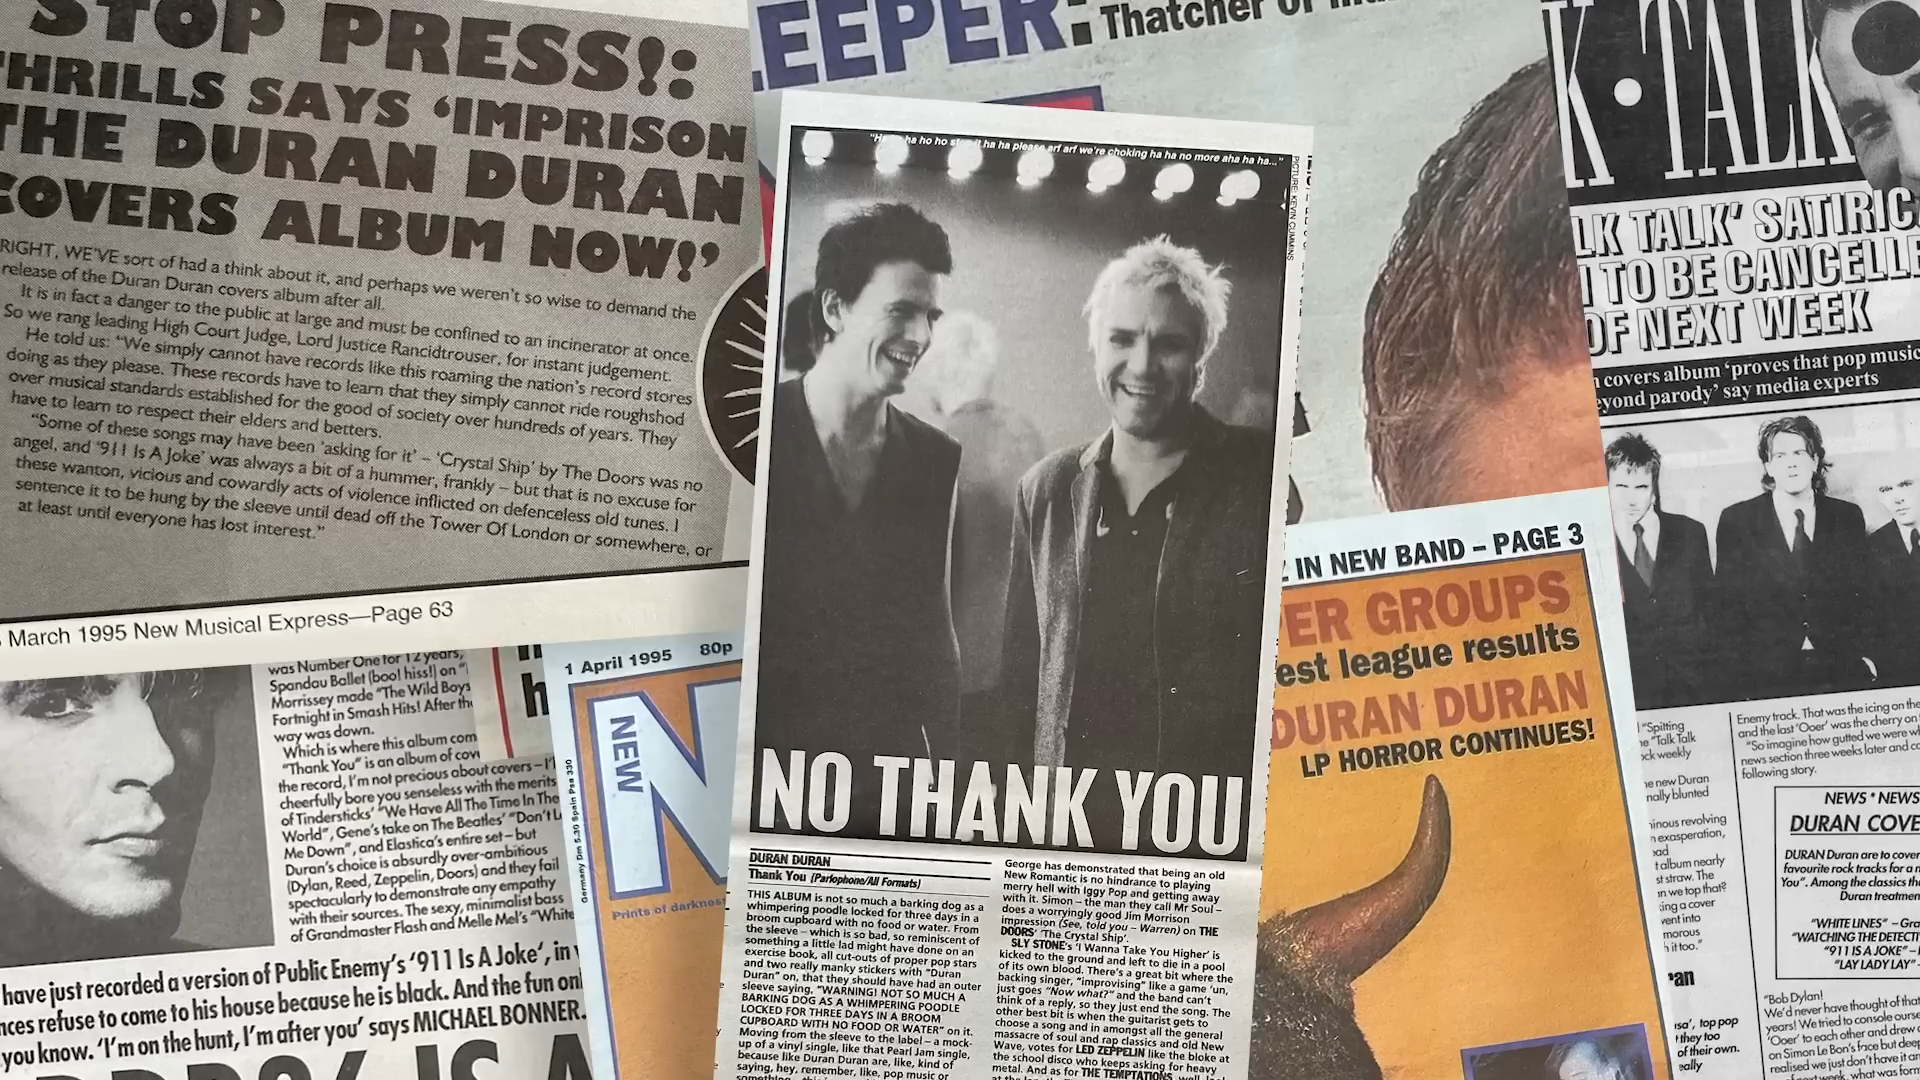 STOP PRESS!:
THRILLS SAYS ‘IMPRISON
THE DURAN DURAN
COVERS ALBUM NOW!’
RIGHT, WE’VE sort of had a think about it, and perhaps we weren’t so wise to demand the
release of the Duran Duran covers album after all.
It is in fact a danger to the public at large and must be confined to an incinerator at once.
So we rang leading High Court Judge, Lord Justice Rancidtrouser, for instant judgement.
He told us: “We simply cannot have records like this roaming the nation’s record stores
doing as they please. These records have to learn that they simply cannot ride roughshod
over musical standards established for the good of society over hundreds of years. They
have to learn to respect their elders and betters.
“Some of these songs may have been ‘asking for it’ – ‘Crystal Ship’ by The Doors was no
angel, and ‘911 Is A Joke’ was always a bit of a hummer, frankly – but that is no excuse for
these wanton, vicious and cowardly acts of violence inflicted on defenceless old tunes. I
sentence it to be hung by the sleeve until dead off the Tower Of London or somewhere, or
at least until everyone has lost interest.”
March 1995 New Musical Express—Page 63
was Number One for 12 years,
Spandau Ballet (boo! hiss!) on “
Morrissey made “The Wild Boys
Fortnight in Smash Hits! After th
way was down.
Which is where this album com
“Thank You” is an album of cov
the record, I’m not precious about covers – I’l
cheerfully bore you senseless with the merits
of Tindersticks’ “We Have All The Time In The
World”, Gene’s take on The Beatles’ “Don’t L
Me Down”, and Elastica’s entire set – but
Duran’s choice is absurdly over-ambitious
(Dylan, Reed, Zeppelin, Doors) and they fail
spectacularly to demonstrate any empathy
with their sources. The sexy, minimalist bass
of Grandmaster Flash and Melle Mel’s “White
have just recorded a version of Public Enemy’s ‘911 Is A Joke’, in
nces refuse to come to his house because he is black. And the fun on
you know. ‘I’m on the hunt, I’m after you’ says MICHAEL BONNER.
IS A
1 April 1995 80p
NEW
N
Germany Dm 5.30 Spain Psa 330
Prints of darkness
EEPER:
Thatcher
"Ha ha ha ho ho stop it ha ha please arf arf we're choking ha ha no more aha ha ha..."
PICTURE: KEVIN CUMMINS
NO THANK YOU
DURAN DURAN
Thank You (Parlophone/All Formats)
THIS ALBUM is not so much a barking dog as a
whimpering poodle locked for three days in a
broom cupboard with no food or water. From
the sleeve – which is so bad, so reminiscent of
something a little lad might have done on an
exercise book, all cut-outs of proper pop stars
and two really manky stickers with "Duran
Duran" on, that they should have had an outer
sleeve saying, "WARNING! NOT SO MUCH A
BARKING DOG AS A WHIMPERING POODLE
LOCKED FOR THREE DAYS IN A BROOM
CUPBOARD WITH NO FOOD OR WATER" on it.
Moving from the sleeve to the label – a mock-
up of a vinyl single, like that Pearl Jam single,
because like Duran Duran are, like, kind of
saying, hey, remember, like, pop music or
George has demonstrated that being an old
New Romantic is no hindrance to playing
merry hell with Iggy Pop and getting away
with it. Simon – the man they call Mr Soul –
does a worryingly good Jim Morrison
impression (See, told you – Warren) on THE
DOORS' 'The Crystal Ship'.
SLY STONE's 'I Wanna Take You Higher' is
kicked to the ground and left to die in a pool
of its own blood. There's a great bit where the
backing singer, "improvising" like a game 'un,
just goes "Now what?" and the band can't
think of a reply, so they just end the song. The
other best bit is when the guitarist gets to
choose a song and in amongst all the general
massacre of soul and rap classics and old New
Wave, votes for LED ZEPPELIN like the bloke at
the school disco who keeps asking for heavy
metal. And as for THE TEMPTATIONS
IN NEW BAND – PAGE 3
ER GROUPS
est league results
DURAN DURAN
LP HORROR CONTINUES!
K•TALK
LK TALK’ SATIRIC
TO BE CANCELLE
OF NEXT WEEK
covers album ‘proves that pop music
eyond parody’ say media experts
“Spitting
e “Talk Talk
ck weekly
he new Duran
nally blunted
minous revolving
n exasperation,
ad
t album nearly
st straw. The
n we top that?
a cow
vent into
morous
h it too.”
an
usa’, top pop
they too
of their own.
eally
Enemy track. That was the icing on the
and the last ‘Ooer’ was the cherry on
“So imagine how gutted we were wh
news section three weeks later and co
following story.
NEWS * NEWS
DURAN COVE
DURAN Duran are to cover
favourite rock tracks for a n
You”. Among the classics th
Duran treatmen
“WHITE LINES” – Gra
“WATCHING THE DETECTI
“911 IS A JOKE” –
“LAY LADY LAY” –
“Bob Dylan!
We’d never have thought of that
years! We tried to console ourse
‘Ooer’ to each other and drew
on Simon Le Bon’s face but deep
realised we just don’t have it an